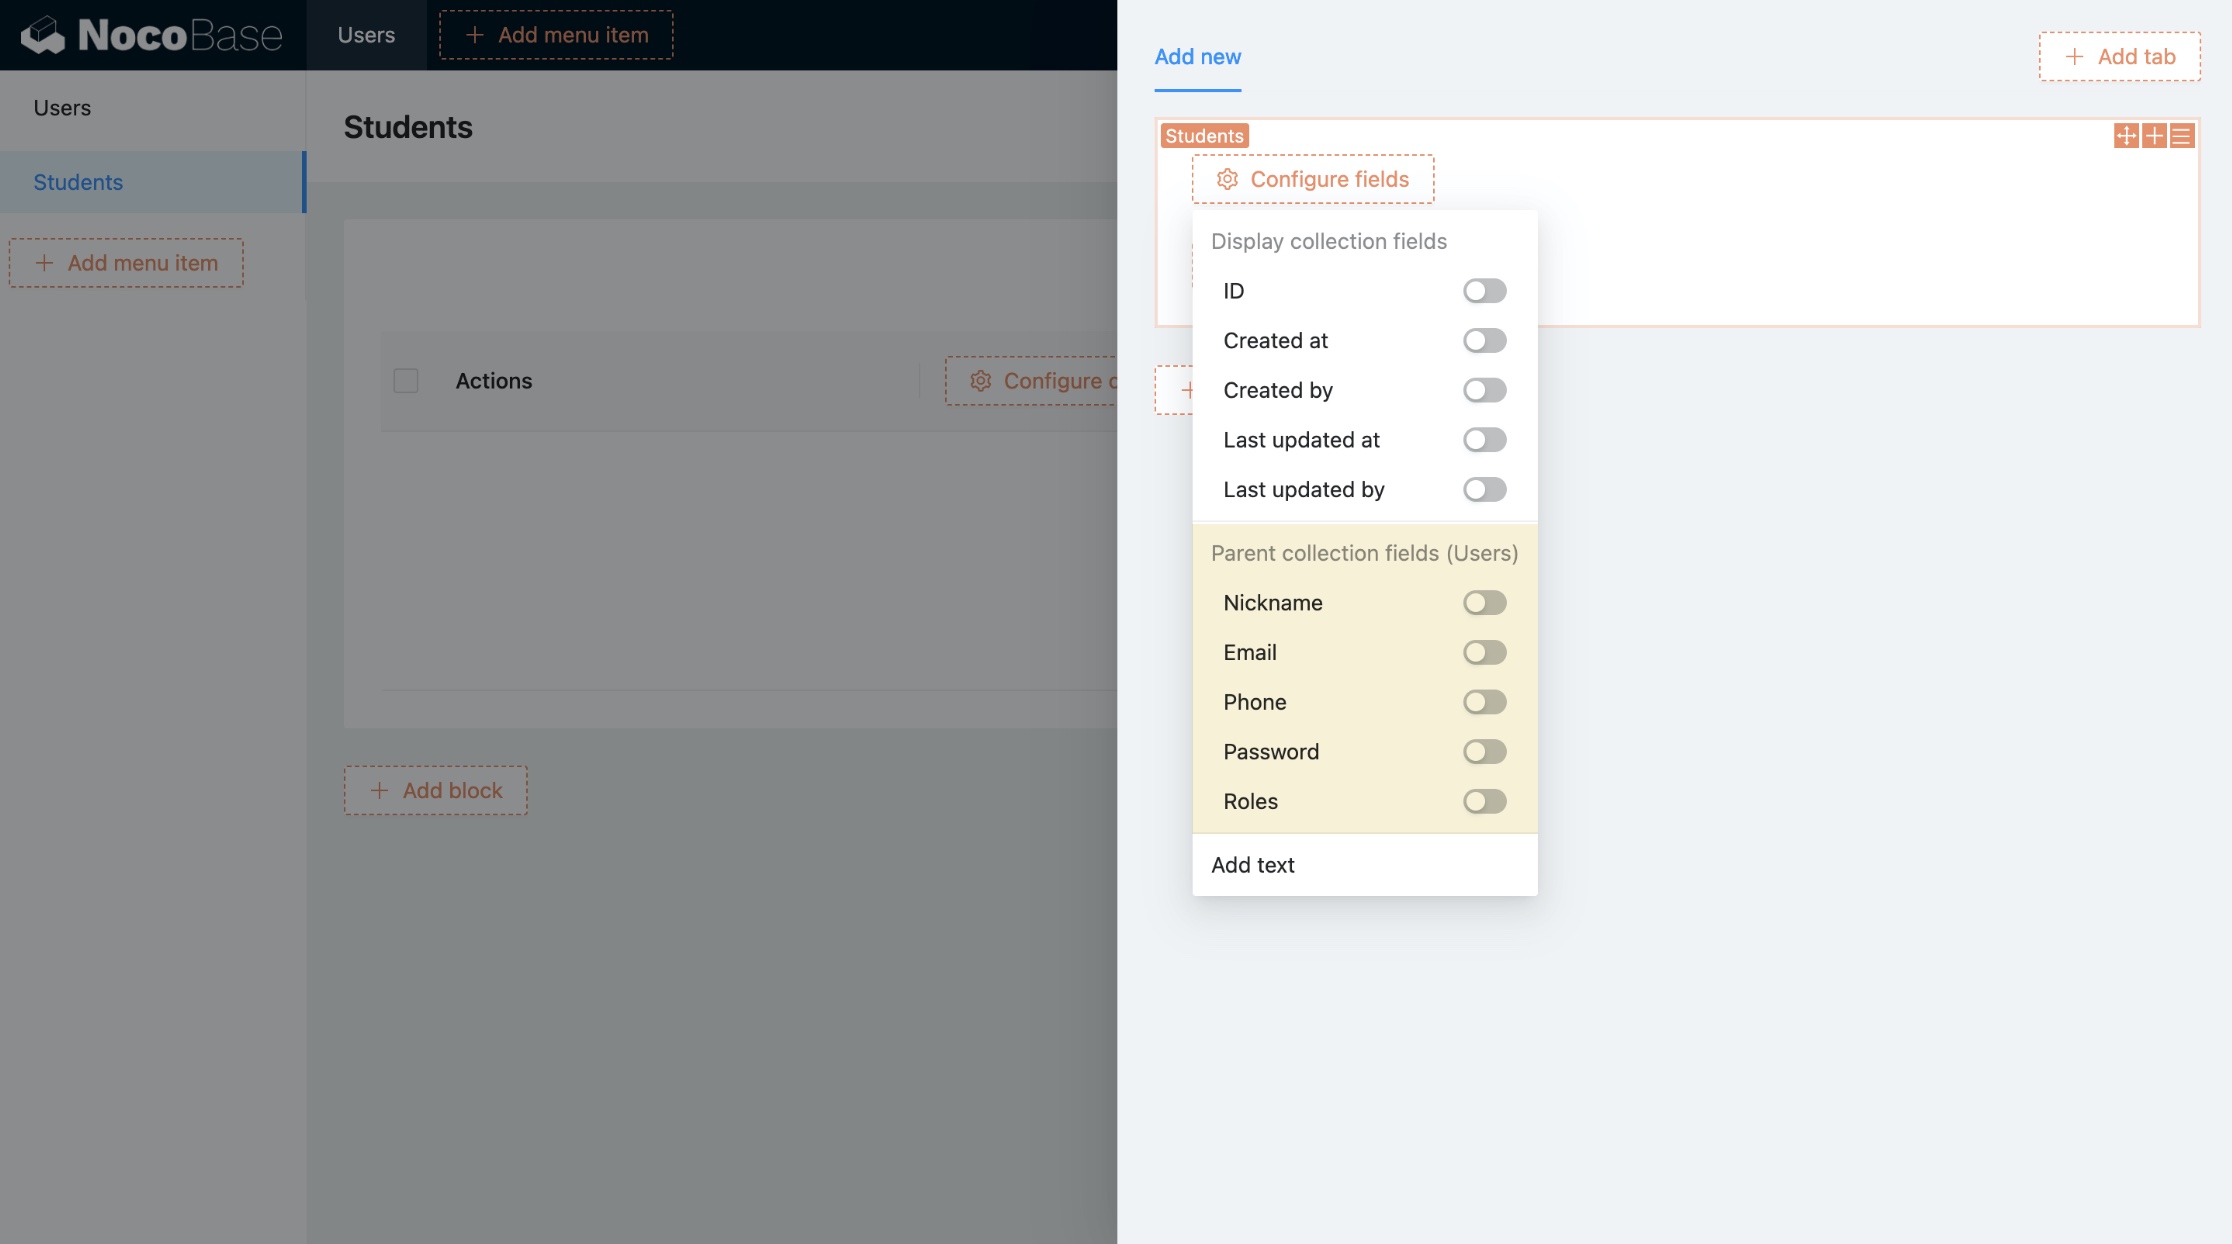 NocoBase
Users
+ Add menu item
Users
Students
+ Add menu item
Students
Actions
Configure
+ Add block
Add new
+ Add tab
Students
Configure fields
Display collection fields
ID
Created at
Created by
Last updated at
Last updated by
Parent collection fields (Users)
Nickname
Email
Phone
Password
Roles
Add text